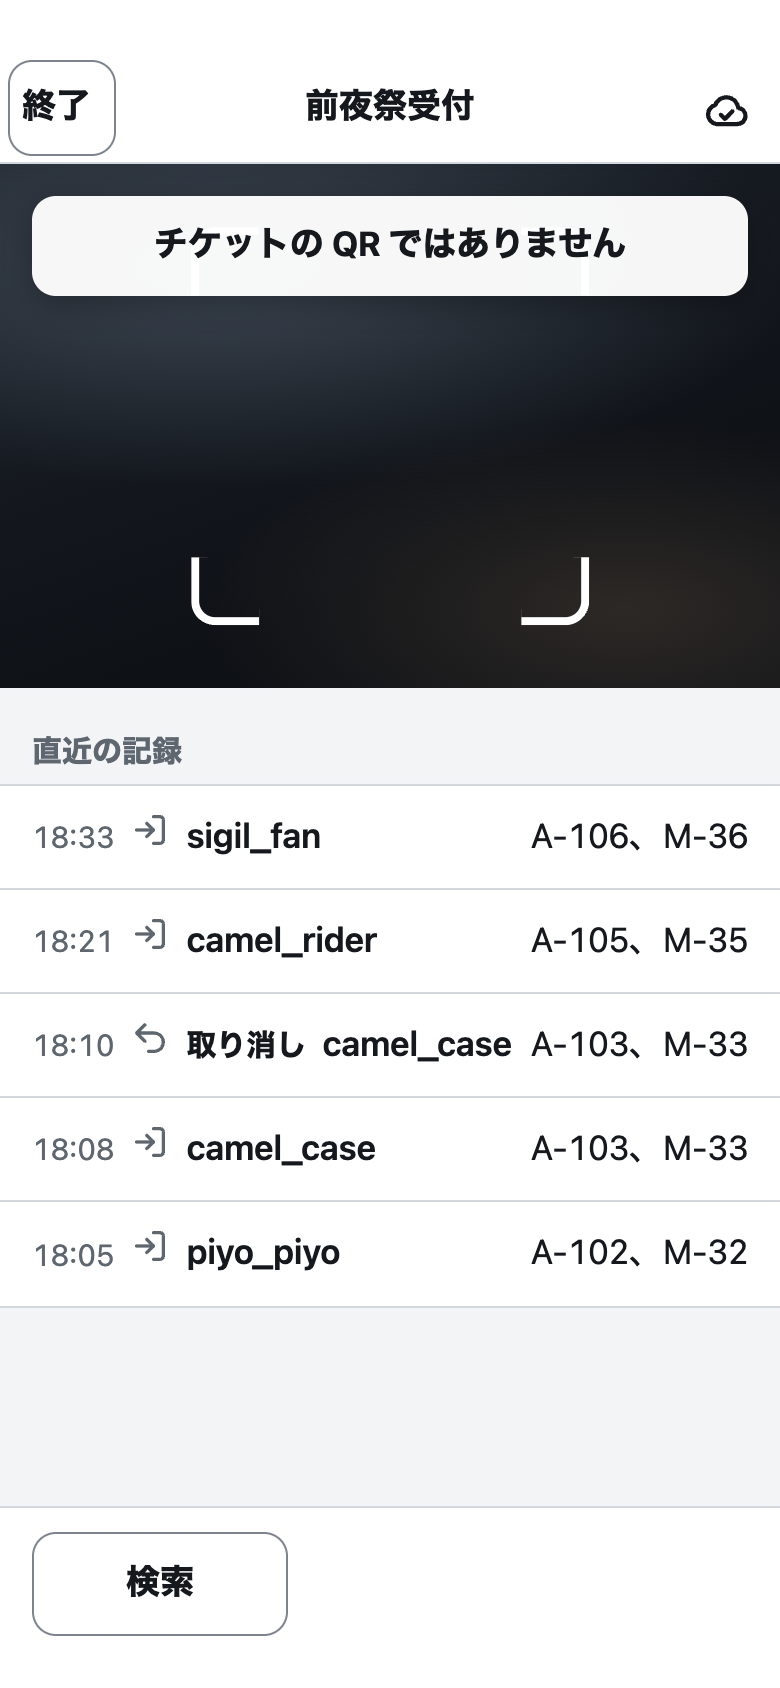 終了
前夜祭受付
チケットの QR ではありません
直近の記録
18:33 sigil_fan A-106、M-36
18:21 camel_rider A-105、M-35
18:10 取り消し camel_case A-103、M-33
18:08 camel_case A-103、M-33
18:05 piyo_piyo A-102、M-32
検索